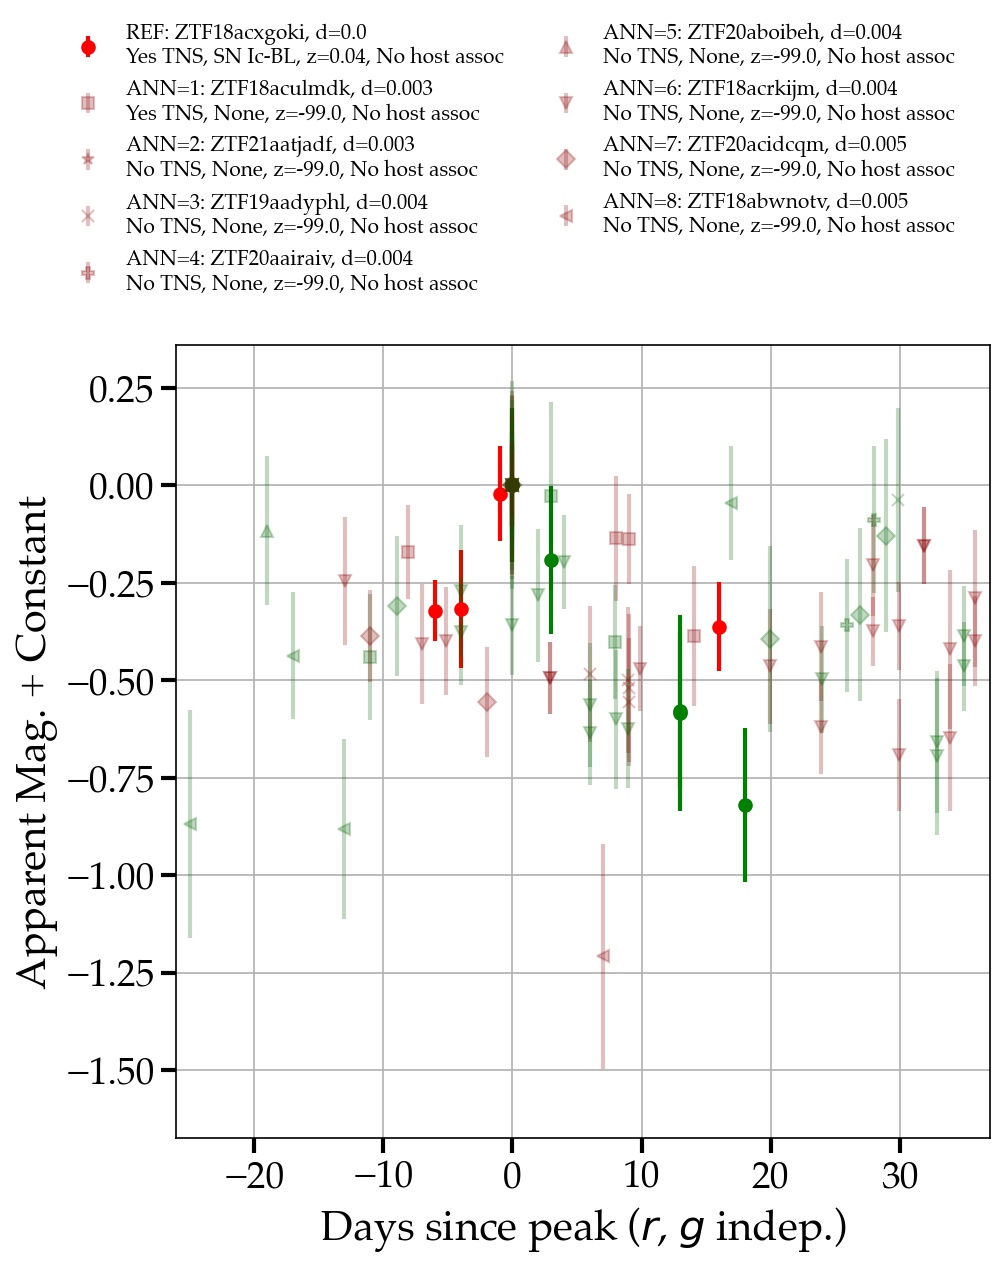 REF: ZTF18acxgoki, d=0.0
Yes TNS, SN Ic-BL, z=0.04, No host assoc
ANN=1: ZTF18aculmdk, d=0.003
Yes TNS, None, z=-99.0, No host assoc
ANN=2: ZTF21aatjadf, d=0.003
No TNS, None, z=-99.0, No host assoc
ANN=3: ZTF19aadyphl, d=0.004
No TNS, None, z=-99.0, No host assoc
ANN=4: ZTF20aairaiv, d=0.004
No TNS, None, z=-99.0, No host assoc
ANN=5: ZTF20aboibeh, d=0.004
No TNS, None, z=-99.0, No host assoc
ANN=6: ZTF18acrkijm, d=0.004
No TNS, None, z=-99.0, No host assoc
ANN=7: ZTF20acidcqm, d=0.005
No TNS, None, z=-99.0, No host assoc
ANN=8: ZTF18abwnotv, d=0.005
No TNS, None, z=-99.0, No host assoc
Apparent Mag. + Constant
0.25
0.00
−0.25
−0.50
−0.75
−1.00
−1.25
−1.50
−20
−10
0
10
20
30
Days since peak (r, g indep.)